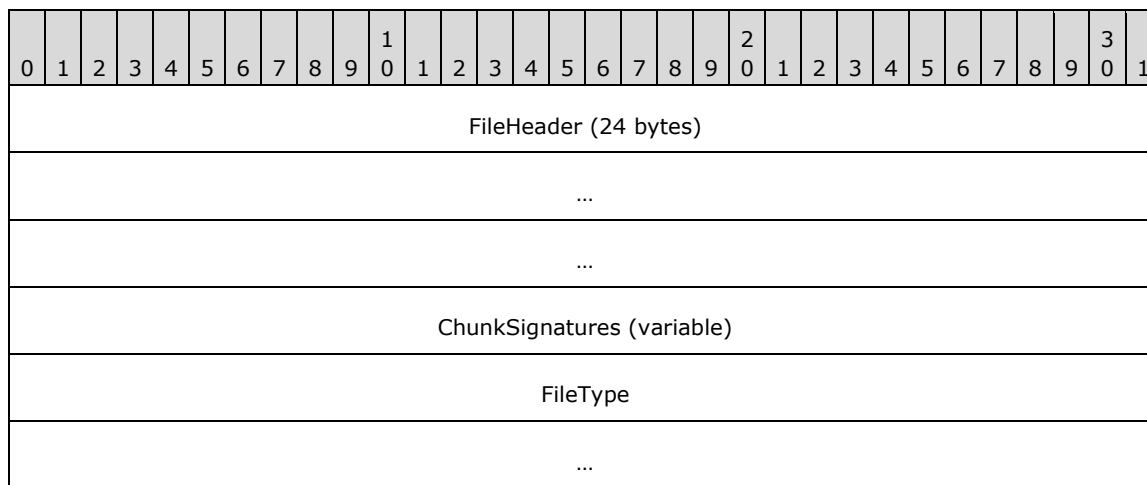 1 2 3
0 1 2 3 4 5 6 7 8 9 0 1 2 3 4 5 6 7 8 9 0 1 2 3 4 5 6 7 8 9 0 1
FileHeader (24 bytes)
...
...
ChunkSignatures (variable)
FileType
...